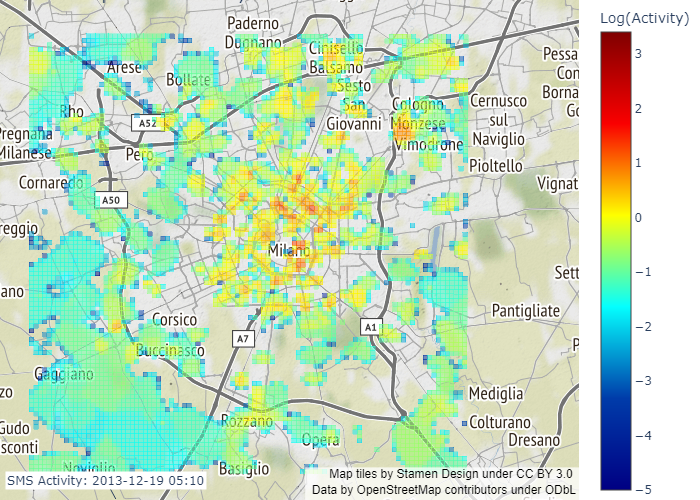 Paderno
Dugnano
Cinisello
Balsamo
Arese
Bollate
Sesto
San
Giovanni
Rho
A52
Cologno
Monzese
Vimodrone
Cernusco
sul
Naviglio
Pessa
Con
Borna
Go
Pregnana
Milanese
Pero
Pioltello
Cornaredo
A50
Vignat
reggio
Milano
ano
Sett
Corsico
A7
A1
Pantigliate
Buccinasco
P
Gaggiano
zo
Mediglia
Rozzano
Colturano
Gudo
sconti
Opera
Dresano
Noviglio
Basiglio
SMS Activity: 2013-12-19 05:10
Map tiles by Stamen Design under CC BY 3.0
Data by OpenStreetMap contributors under ODbL
Log(Activity)
3
2
1
0
−1
−2
−3
−4
−5